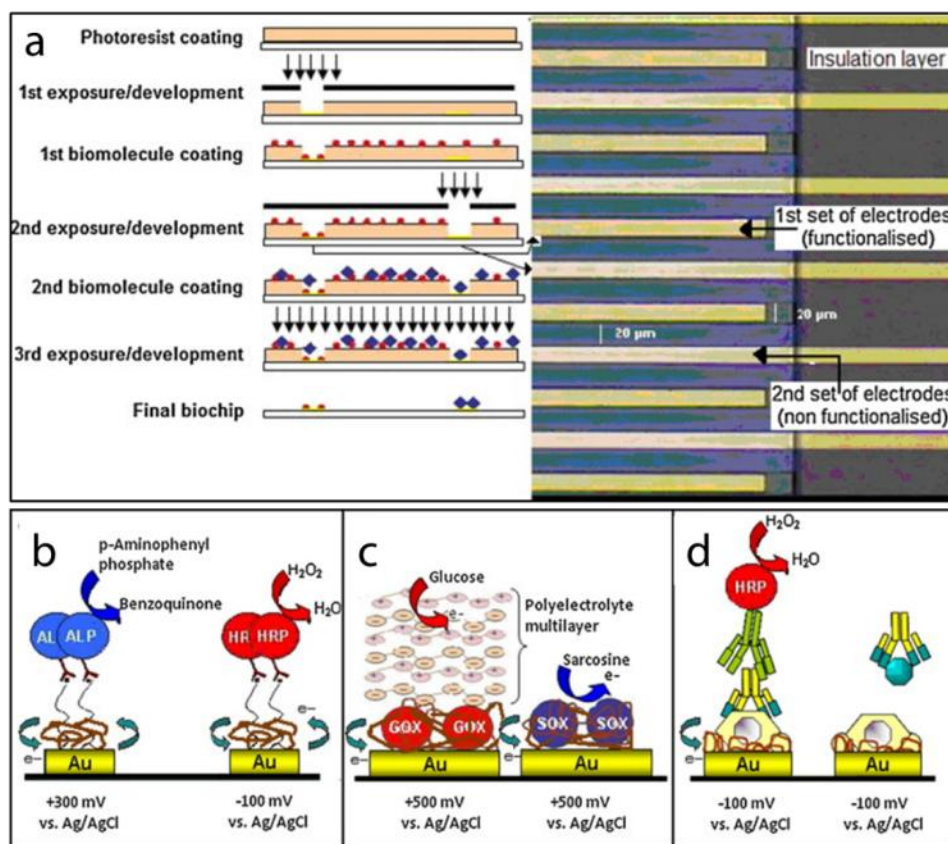 a
Photoresist coating
1st exposure/development
1st biomolecule coating
2nd exposure/development
2nd biomolecule coating
3rd exposure/development
Final biochip
Insulation layer
1st set of electrodes
(functionalised)
20 µm
20 µm
2nd set of electrodes
(non functionalised)
b
p-Aminophenyl
phosphate
Benzoquinone
AL ALP
H₂O₂
H₂O
HR HRP
e-
e-
Au
Au
+300 mV
vs. Ag/AgCl
-100 mV
vs. Ag/AgCl
c
Glucose
e-
Polyelectrolyte
multilayer
Sarcosine
e-
GOX GOX
SOX SOX
e-
Au
Au
+500 mV
vs. Ag/AgCl
+500 mV
vs. Ag/AgCl
d
H₂O₂
H₂O
HRP
e-
Au
Au
-100 mV
vs. Ag/AgCl
-100 mV
vs. Ag/AgCl